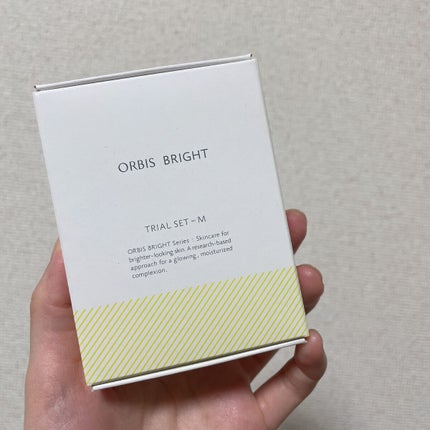 ORBIS BRIGHT
TRIAL SET – M
ORBIS BRIGHT Series : Skincare for
brighter-looking skin. A research-based
approach for a glowing, moisturized
complexion.